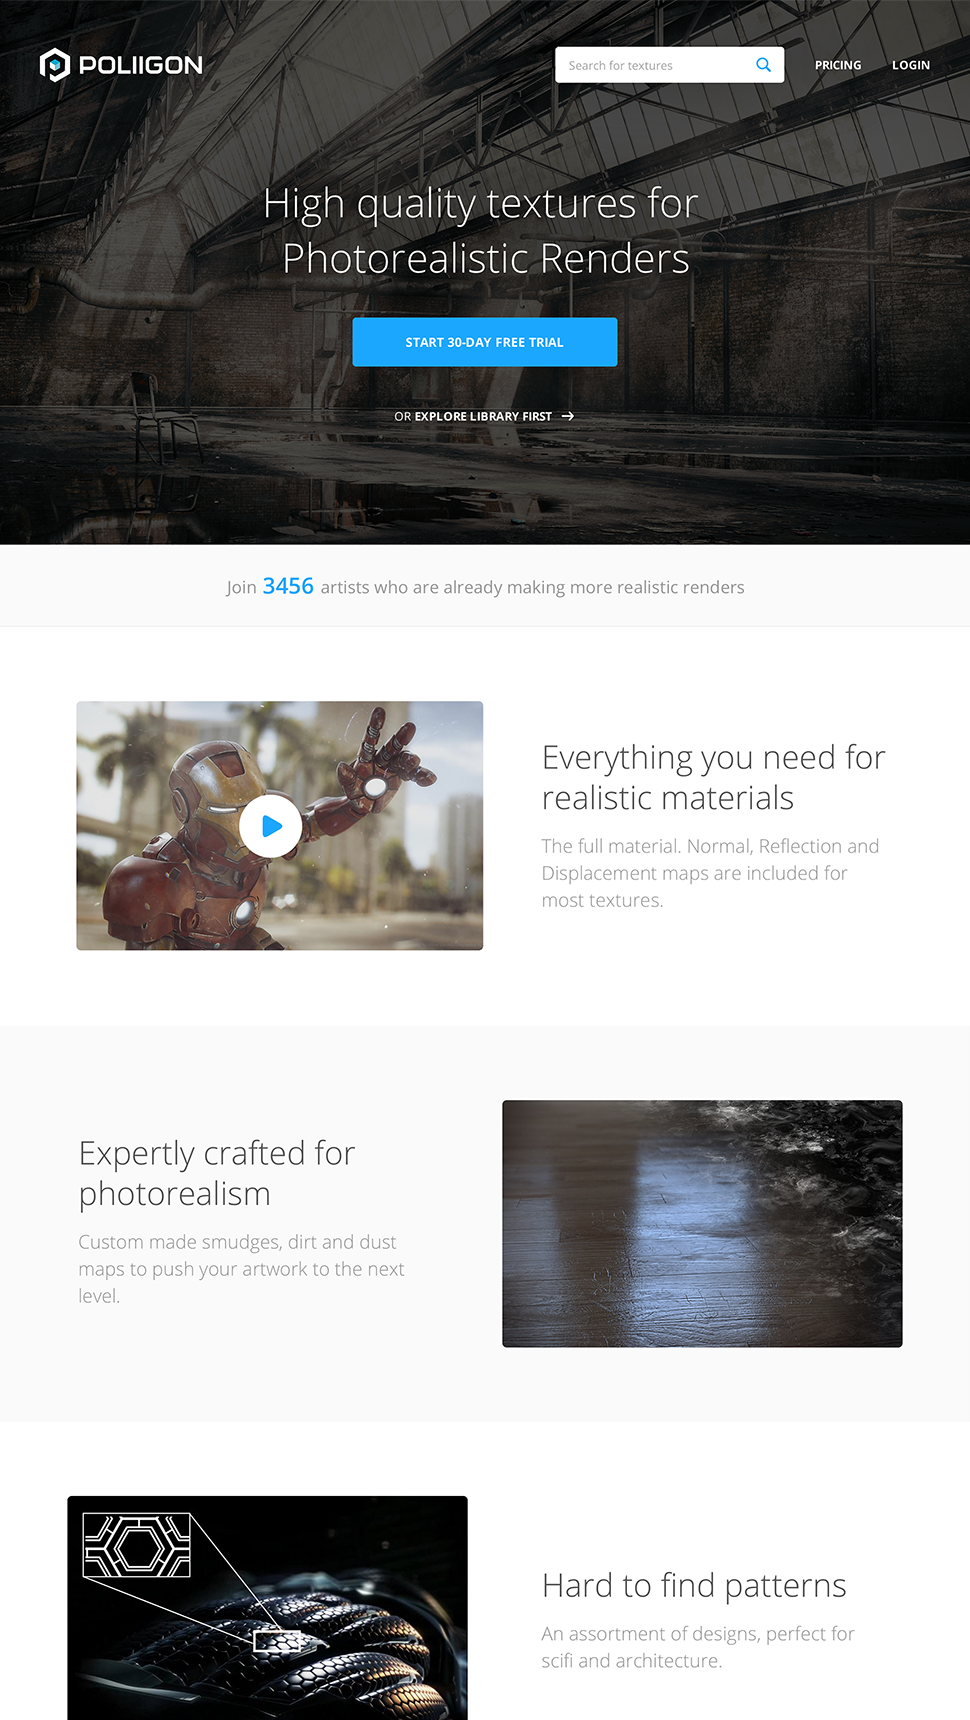 POLIIGON
Search for textures
PRICING
LOGIN
High quality textures for
Photorealistic Renders
START 30-DAY FREE TRIAL
OR EXPLORE LIBRARY FIRST
Join 3456 artists who are already making more realistic renders
Everything you need for
realistic materials
The full material. Normal, Reflection and
Displacement maps are included for
most textures.
Expertly crafted for
photorealism
Custom made smudges, dirt and dust
maps to push your artwork to the next
level.
Hard to find patterns
An assortment of designs, perfect for
scifi and architecture.